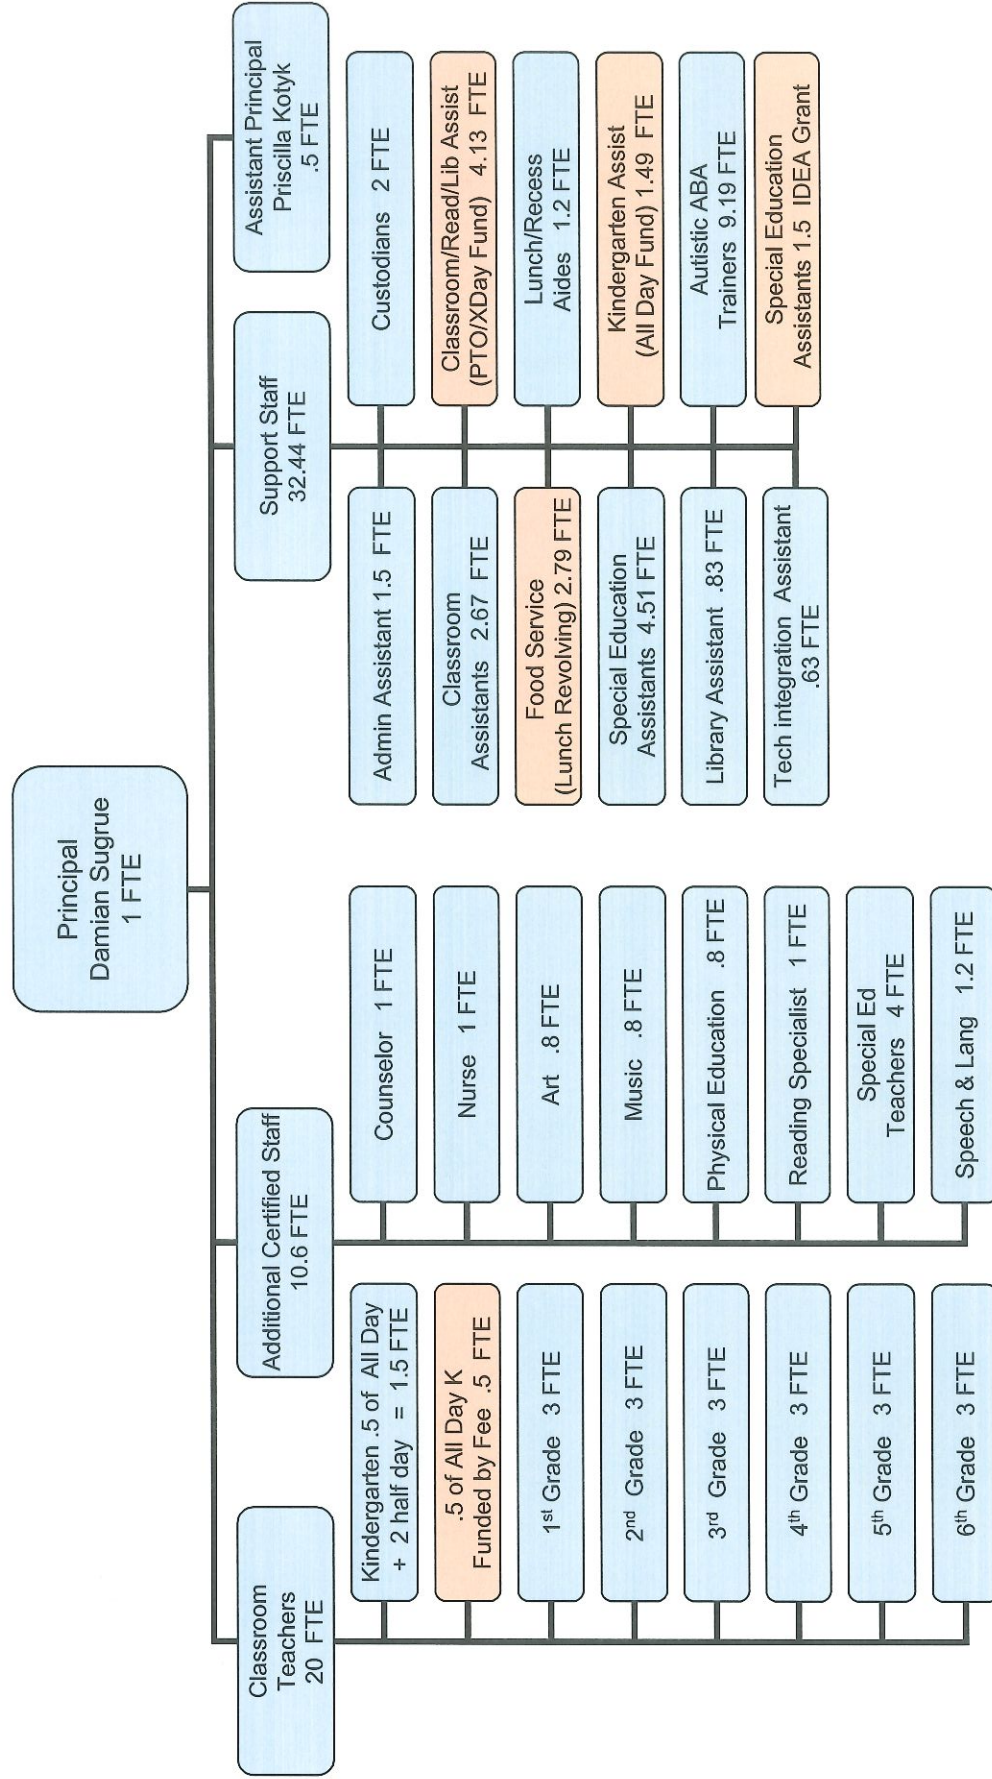 Principal
Damian Sugrue
1 FTE
Classroom
Teachers
20 FTE
Kindergarten .5 of All Day
+ 2 half day = 1.5 FTE
.5 of All Day K
Funded by Fee .5 FTE
1st Grade 3 FTE
2nd Grade 3 FTE
3rd Grade 3 FTE
4th Grade 3 FTE
5th Grade 3 FTE
6th Grade 3 FTE
Additional Certified Staff
10.6 FTE
Counselor 1 FTE
Nurse 1 FTE
Art .8 FTE
Music .8 FTE
Physical Education .8 FTE
Reading Specialist 1 FTE
Special Ed
Teachers 4 FTE
Speech & Lang 1.2 FTE
Support Staff
32.44 FTE
Admin Assistant 1.5 FTE
Classroom
Assistants 2.67 FTE
Food Service
(Lunch Revolving) 2.79 FTE
Special Education
Assistants 4.51 FTE
Library Assistant .83 FTE
Tech integration Assistant
.63 FTE
Custodians 2 FTE
Classroom/Read/Lib Assist
(PTO/XDay Fund) 4.13 FTE
Lunch/Recess
Aides 1.2 FTE
Kindergarten Assist
(All Day Fund) 1.49 FTE
Autistic ABA
Trainers 9.19 FTE
Special Education
Assistants 1.5 IDEA Grant
Assistant Principal
Priscilla Kotyk
.5 FTE